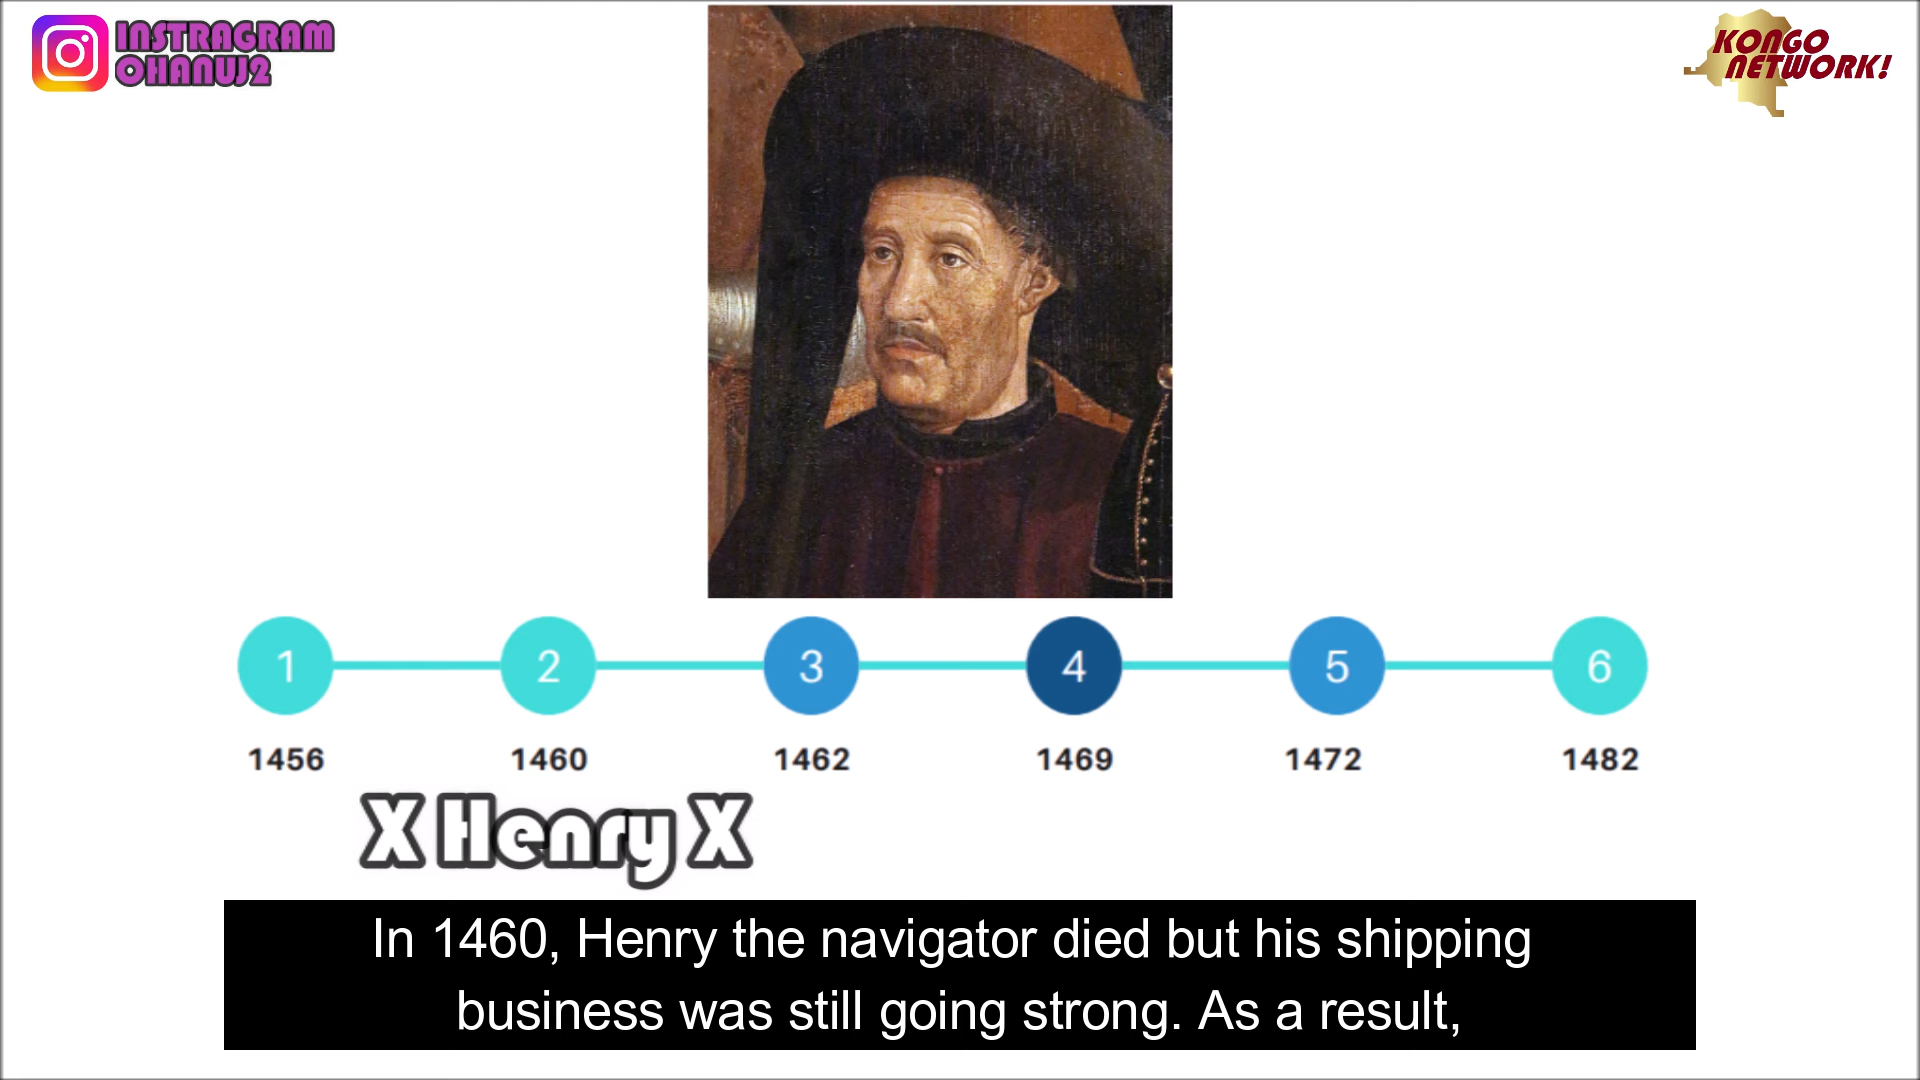 INSTRAGRAM
OHANUJ2
KONGO
NETWORK!
1 2 3 4 5 6
1456 1460 1462 1469 1472 1482
X Henry X
In 1460, Henry the navigator died but his shipping
business was still going strong. As a result,